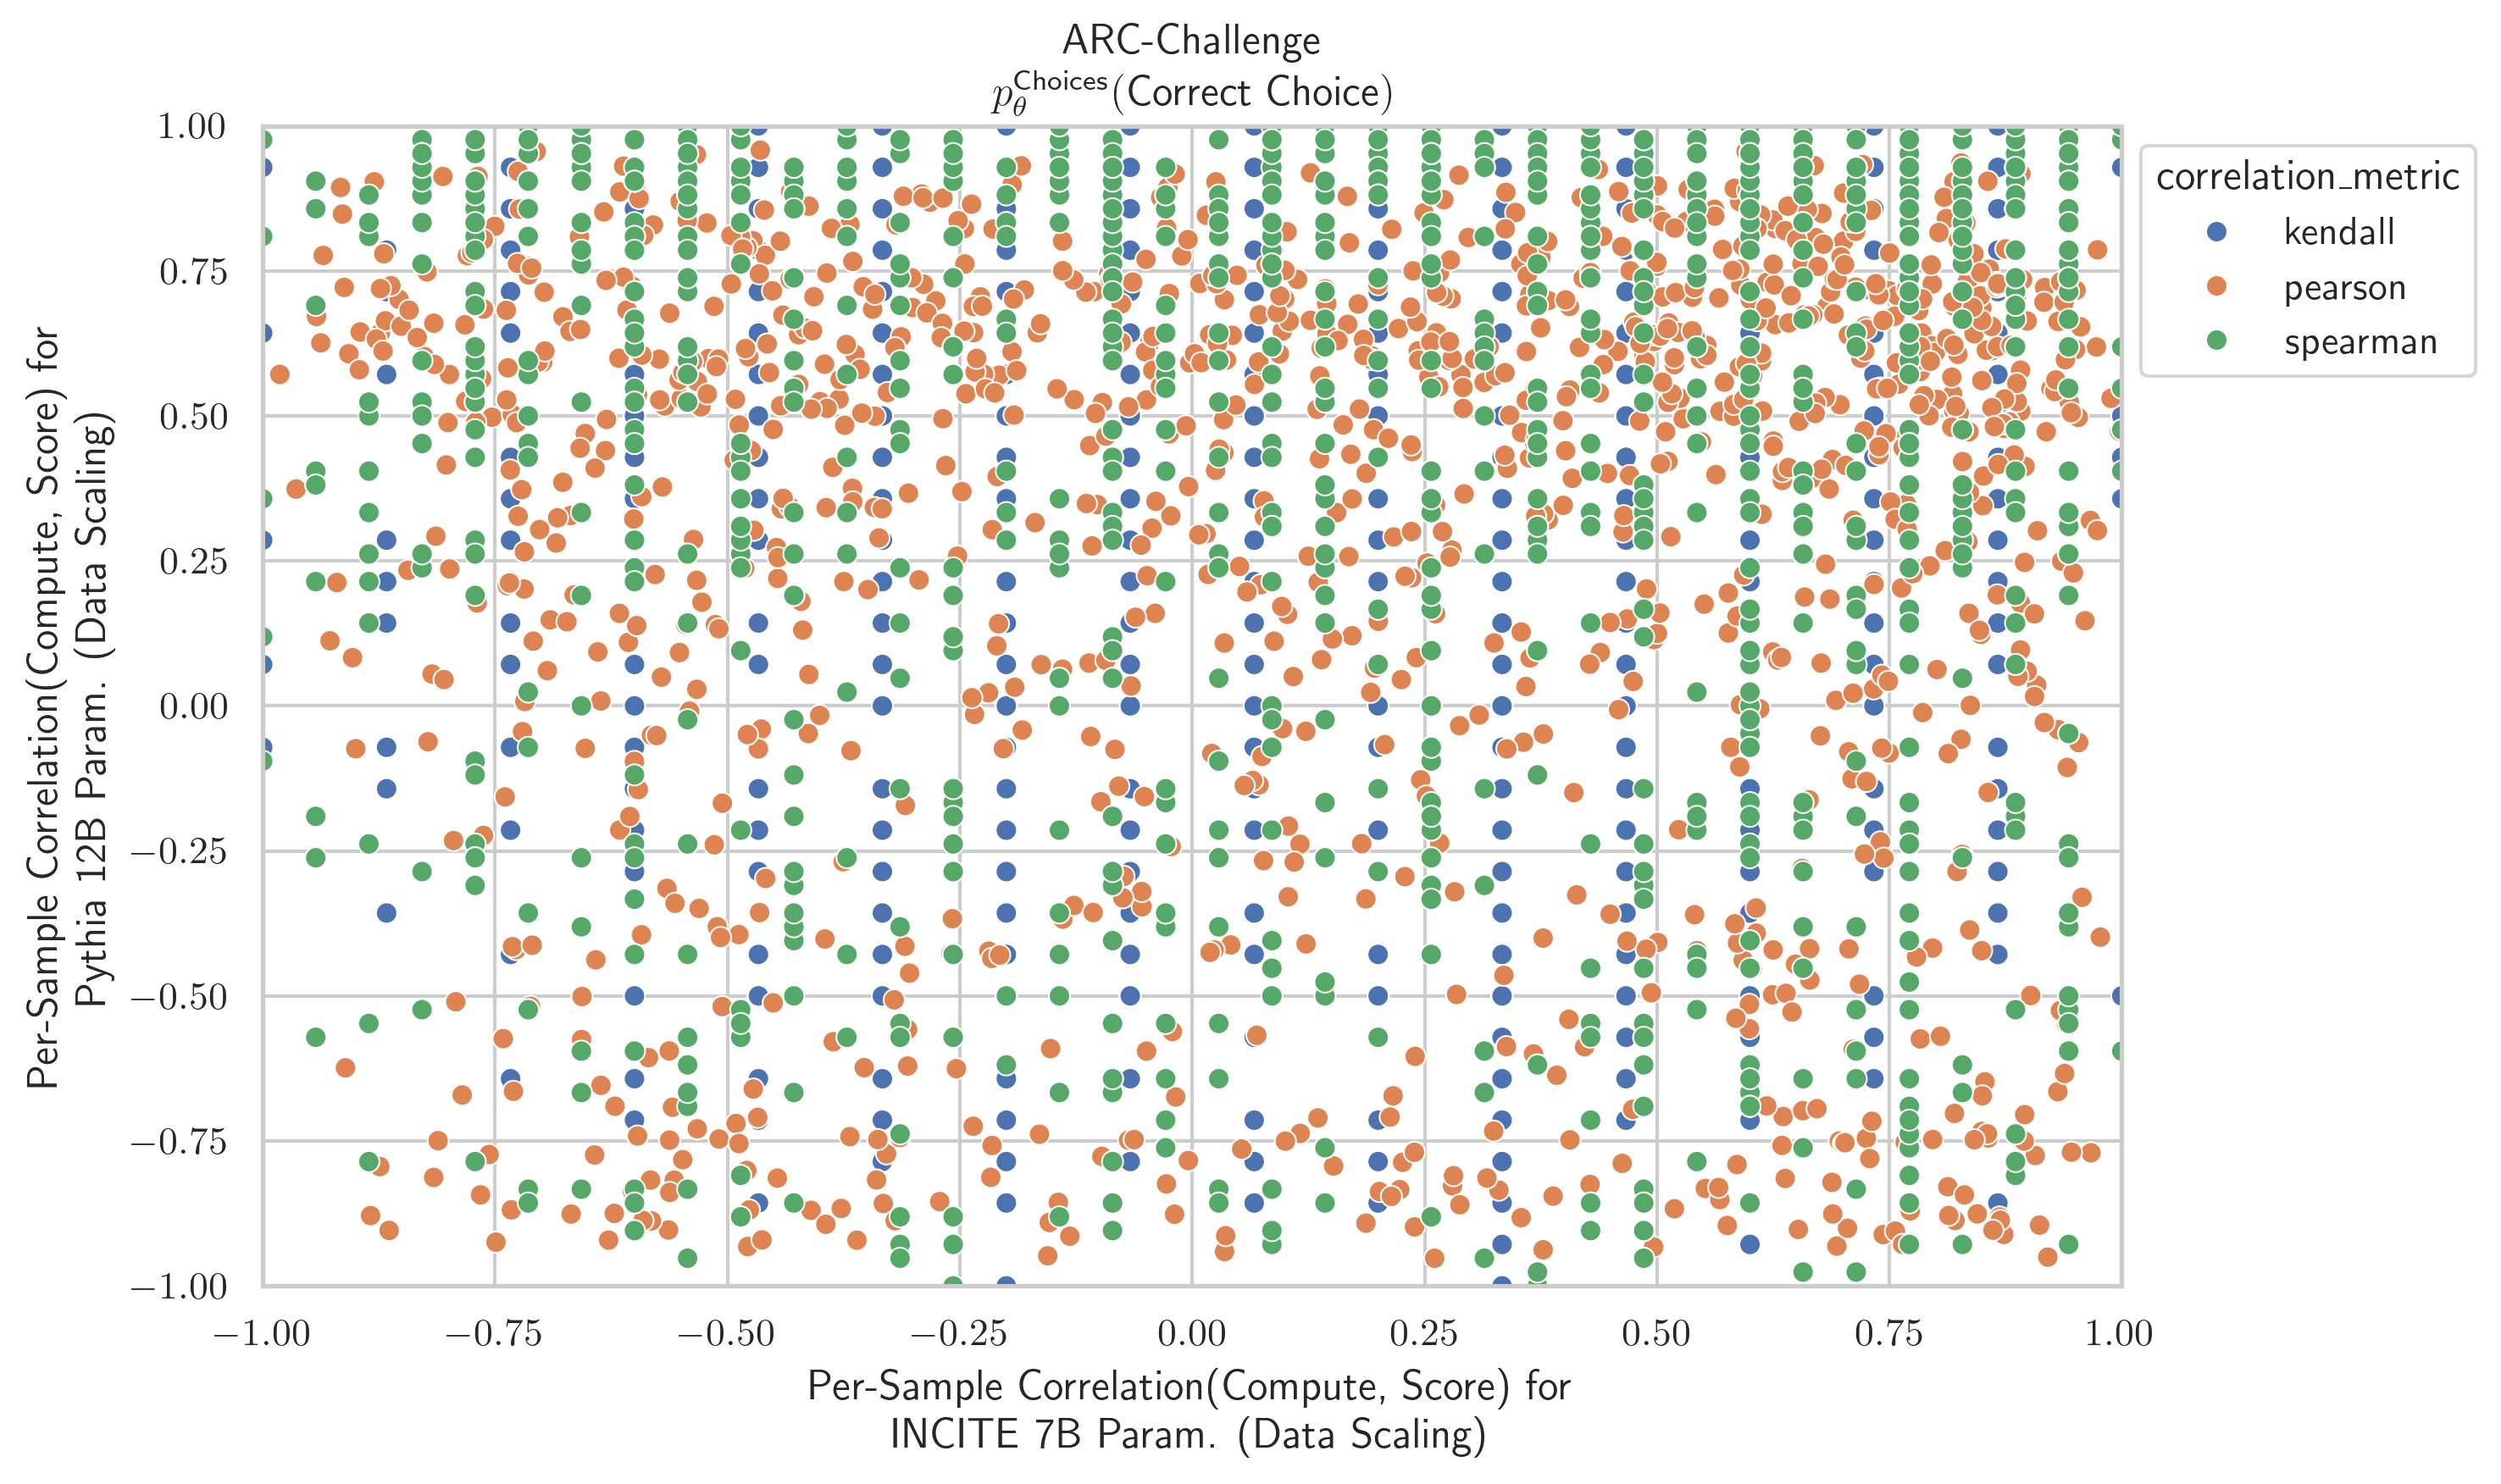 ARC-Challenge
p_θ^Choices(Correct Choice)
1.00
0.75
0.50
0.25
0.00
−0.25
−0.50
−0.75
−1.00
Per-Sample Correlation(Compute, Score) for
Pythia 12B Param. (Data Scaling)
correlation_metric
kendall
pearson
spearman
−1.00 −0.75 −0.50 −0.25 0.00 0.25 0.50 0.75 1.00
Per-Sample Correlation(Compute, Score) for
INCITE 7B Param. (Data Scaling)